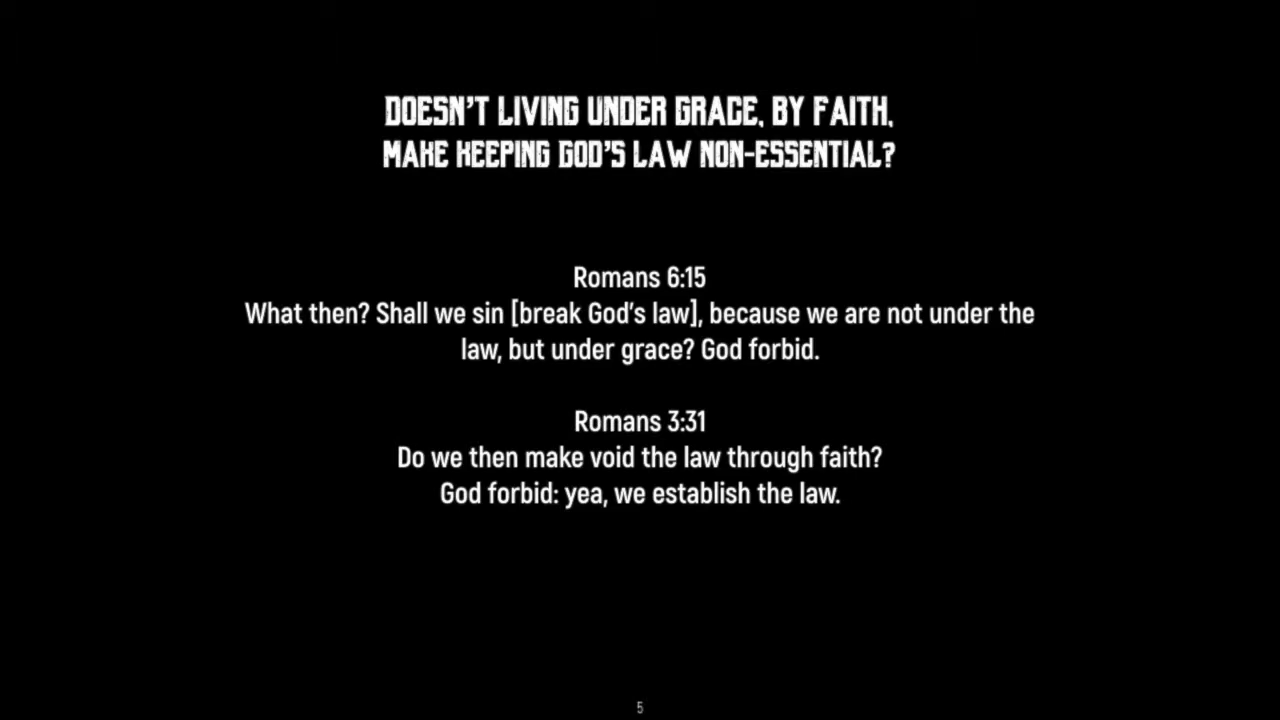 DOESN'T LIVING UNDER GRACE, BY FAITH,
MAKE KEEPING GOD'S LAW NON-ESSENTIAL?
Romans 6:15
What then? Shall we sin [break God's law], because we are not under the
law, but under grace? God forbid.
Romans 3:31
Do we then make void the law through faith?
God forbid: yea, we establish the law.
5